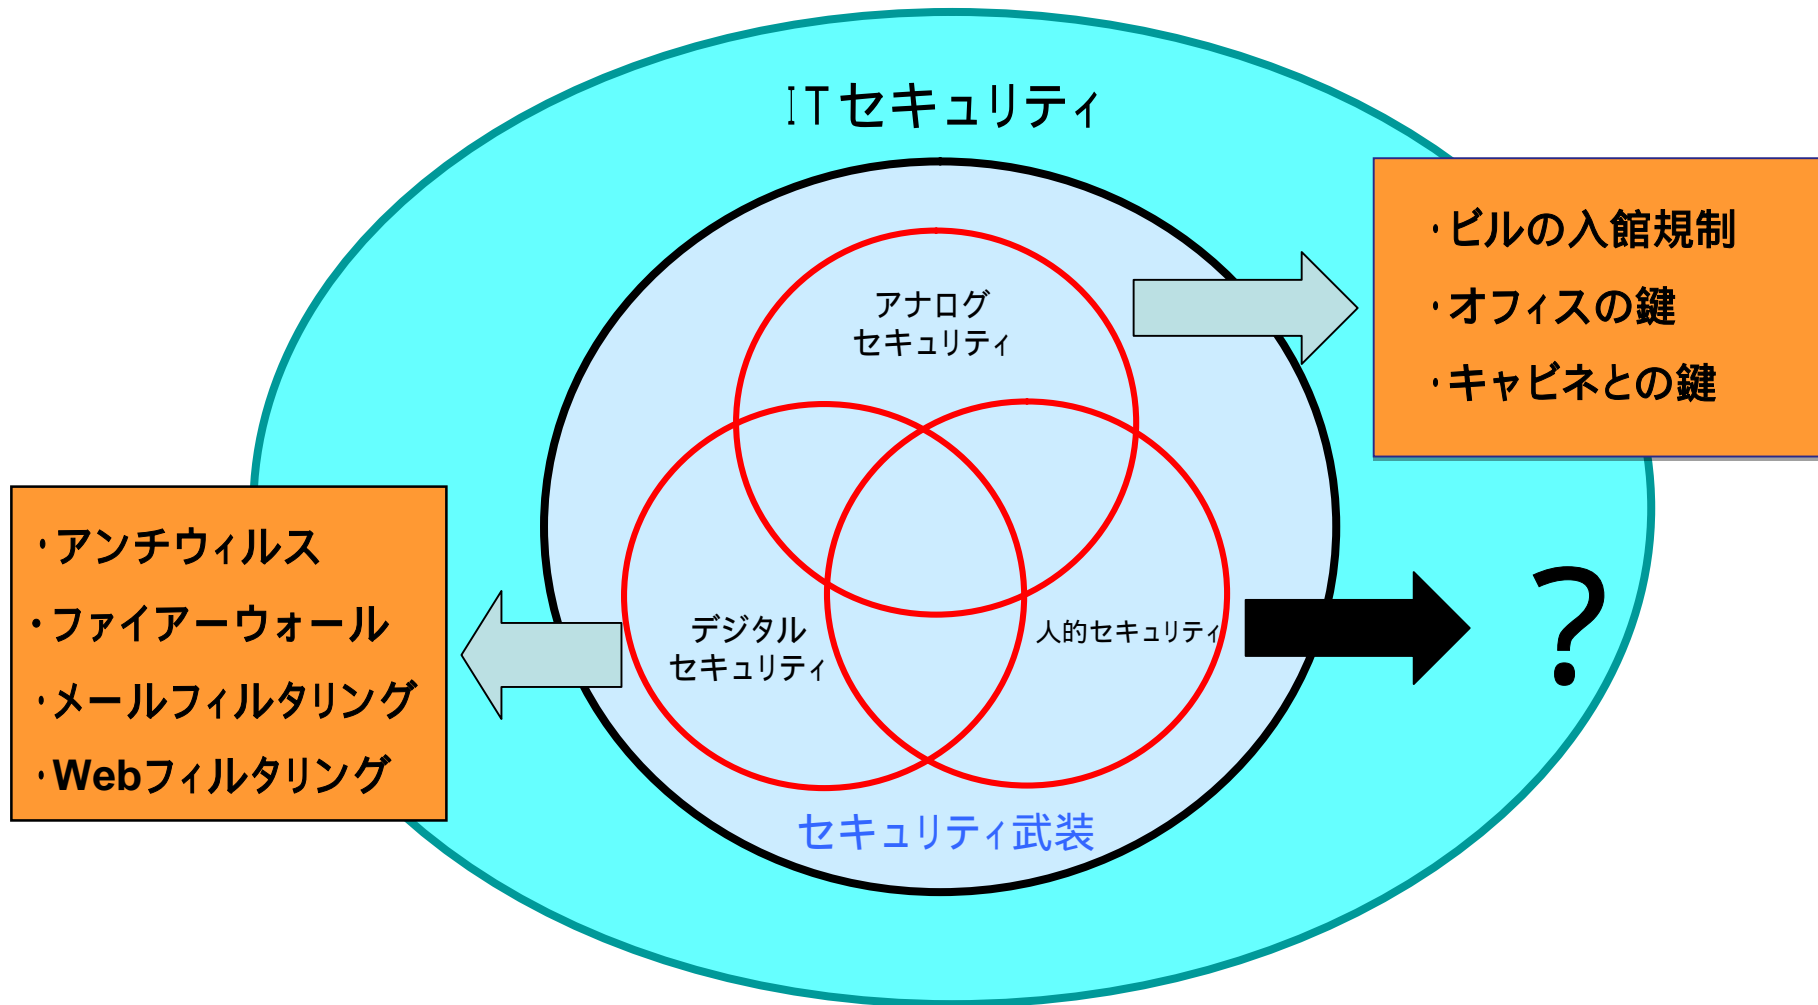 ITセキュリティ
・ビルの入館規制
・オフィスの鍵
・キャビネとの鍵
アナログ
セキュリティ
・アンチウィルス
・ファイアーウォール
・メールフィルタリング
・Webフィルタリング
デジタル
セキュリティ
人的セキュリティ
?
セキュリティ武装